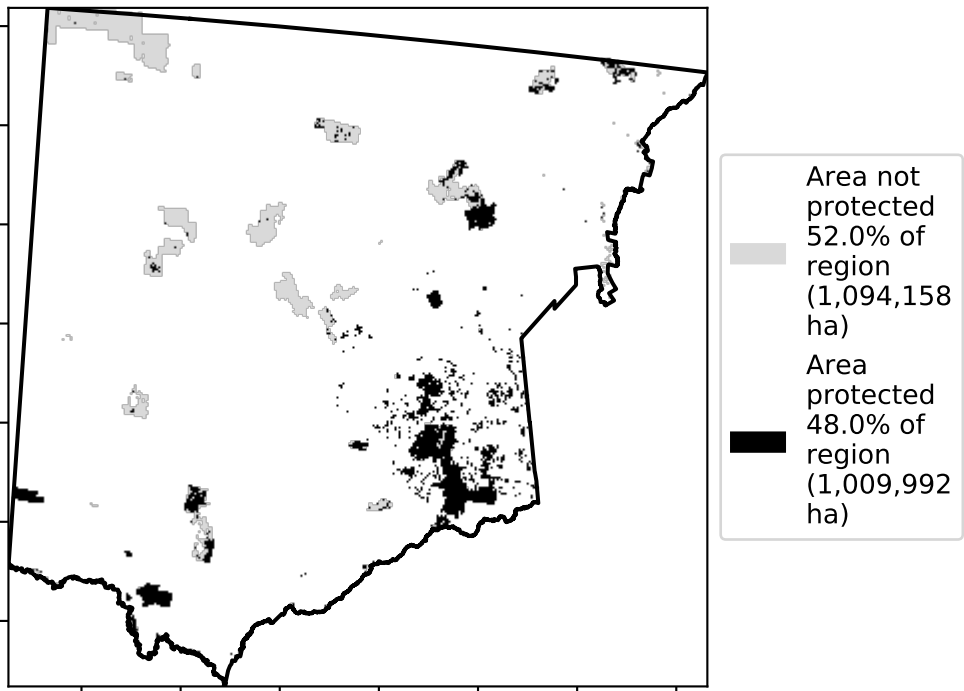 Area not
protected
52.0% of
region
(1,094,158
ha)
Area
protected
48.0% of
region
(1,009,992
ha)